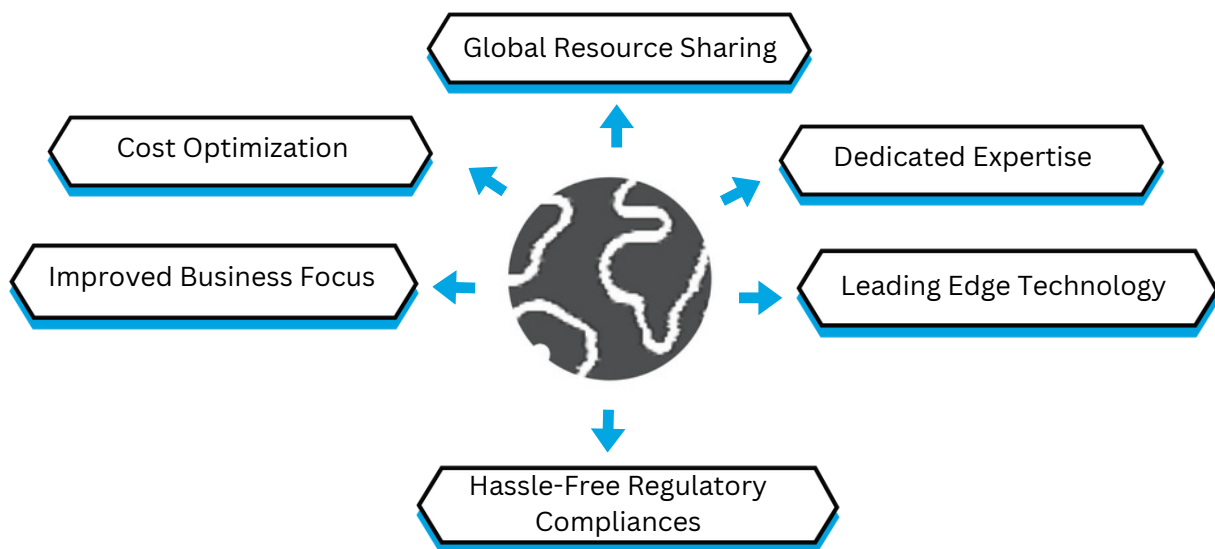 Global Resource Sharing
Cost Optimization
Dedicated Expertise
Improved Business Focus
Leading Edge Technology
Hassle-Free Regulatory
Compliances